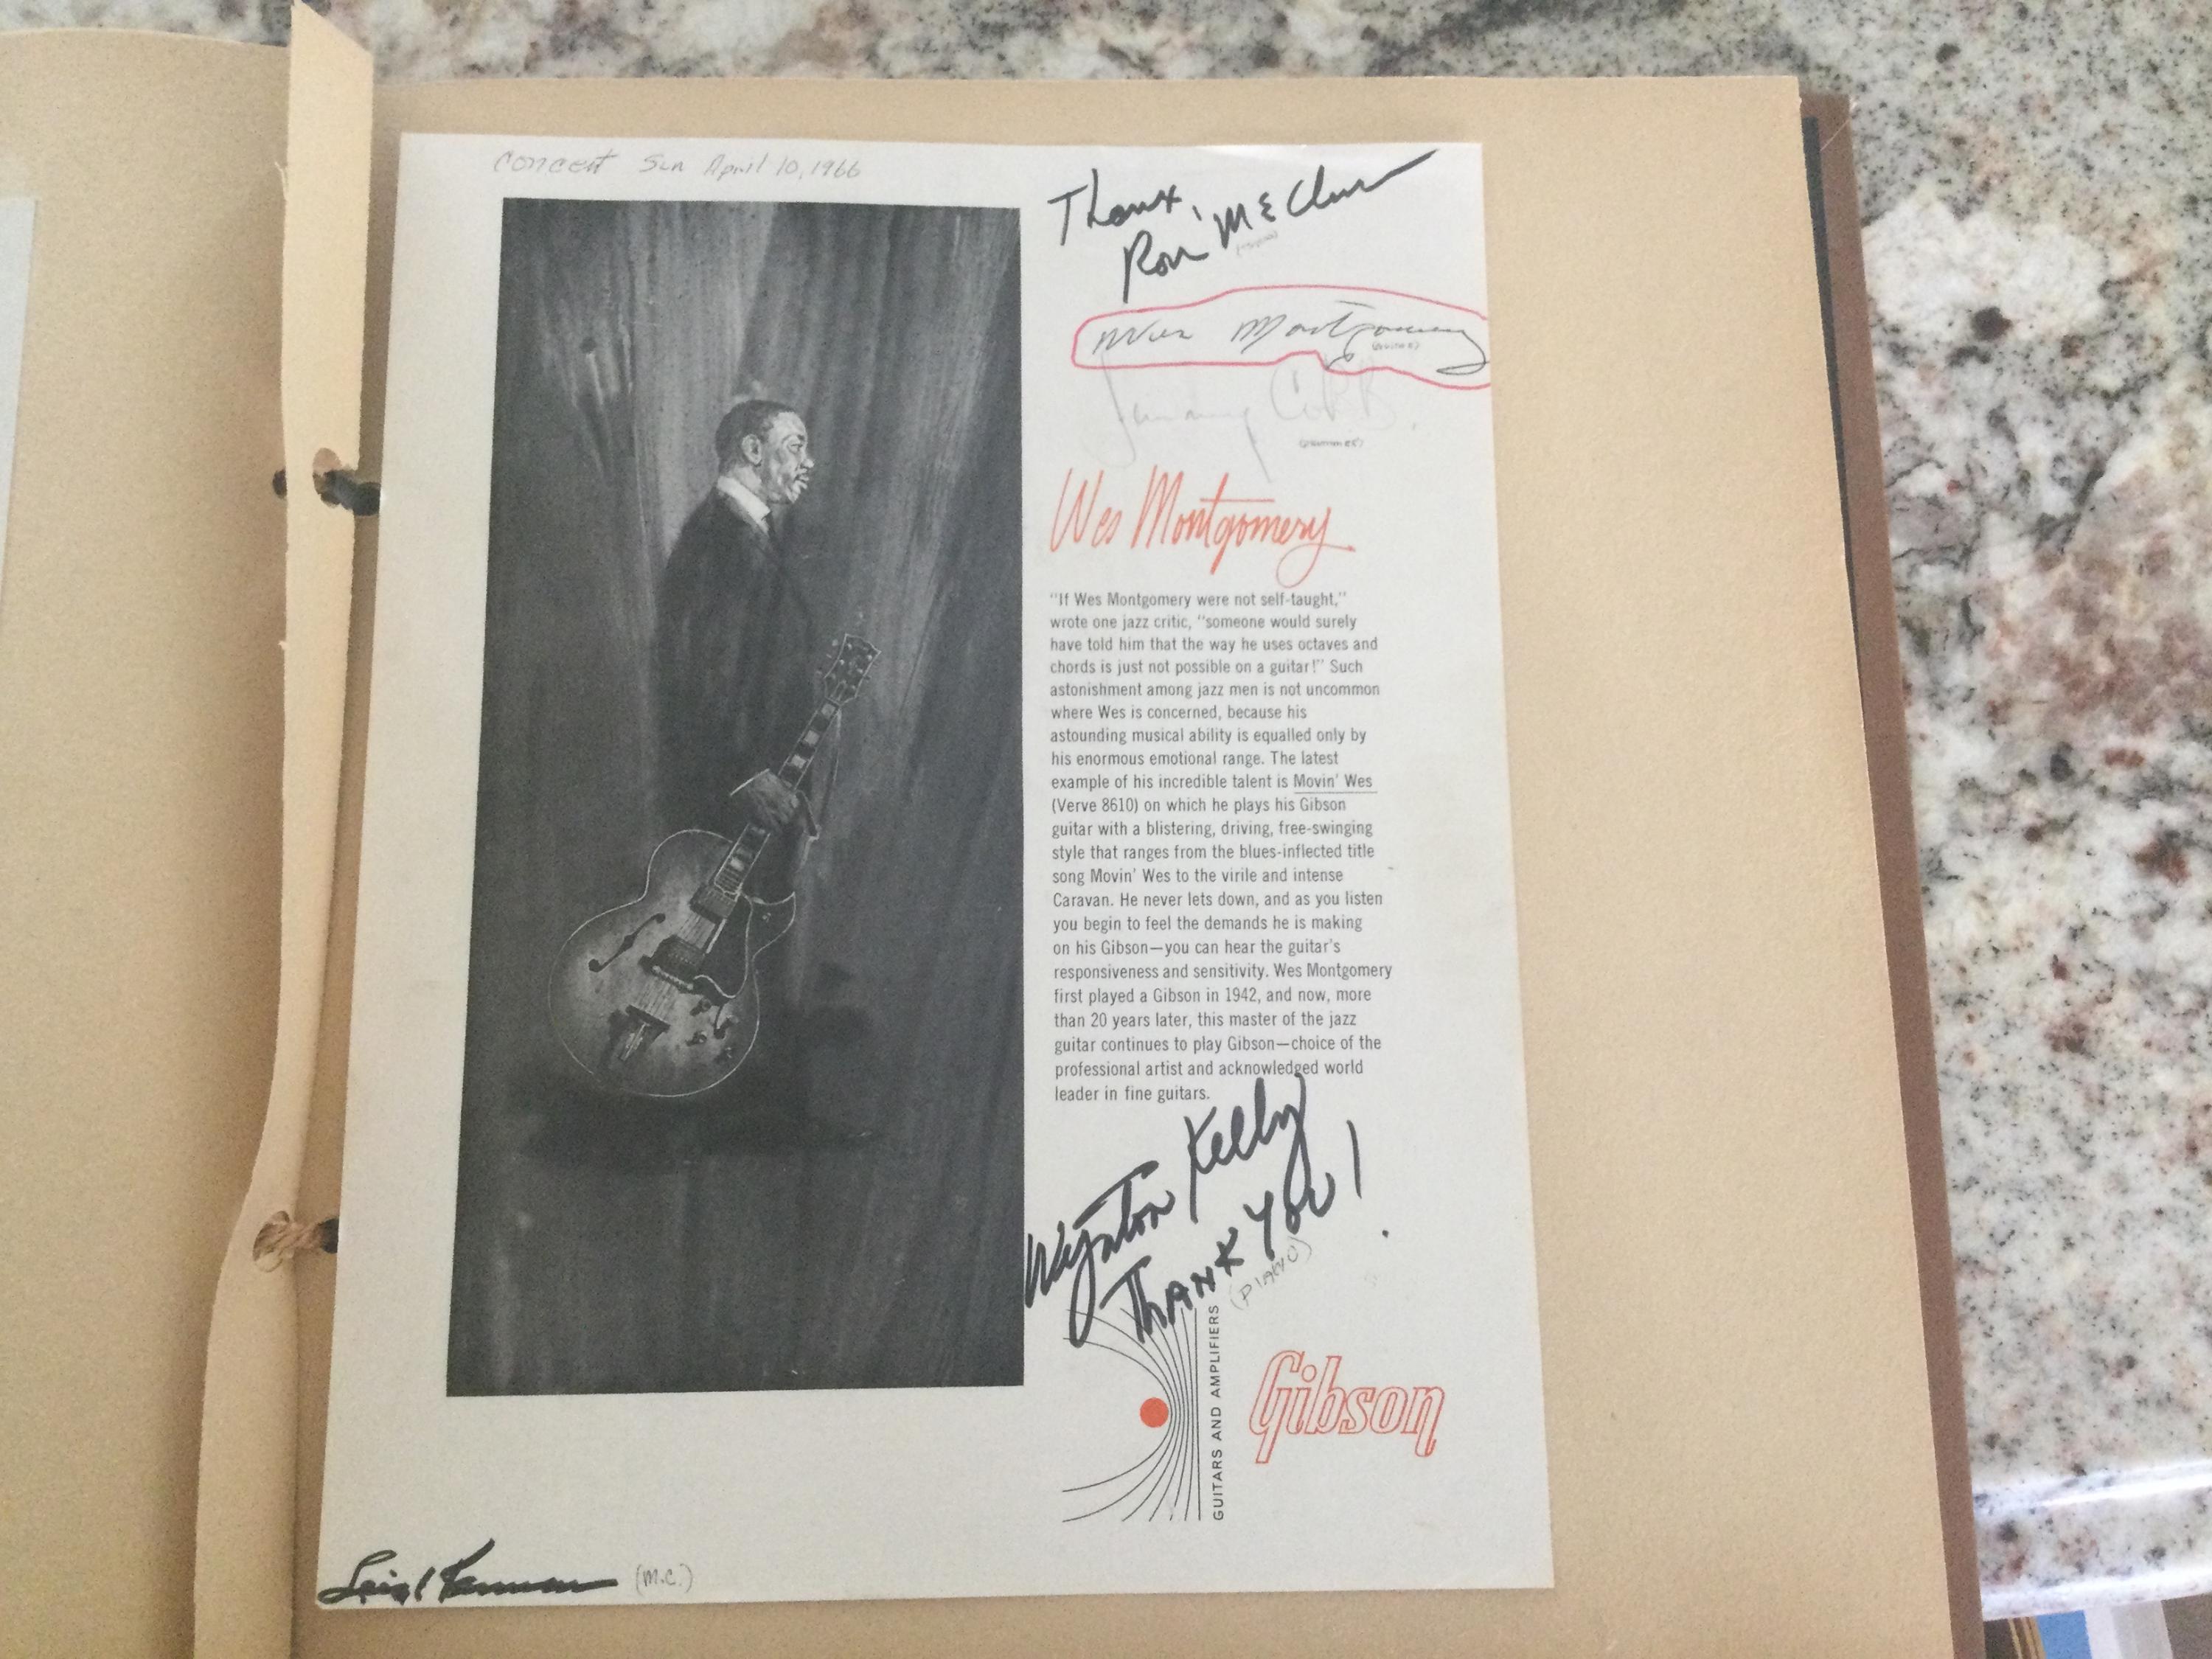 Concert Sun April 10, 1966
Thanx,
Ron McClure
Wes Montgomery
(GUITAR)
Jimmy COBB.
(DRUMMER)
Wes Montgomery
"If Wes Montgomery were not self-taught,"
wrote one jazz critic, "someone would surely
have told him that the way he uses octaves and
chords is just not possible on a guitar!" Such
astonishment among jazz men is not uncommon
where Wes is concerned, because his
astounding musical ability is equalled only by
his enormous emotional range. The latest
example of his incredible talent is Movin' Wes
(Verve 8610) on which he plays his Gibson
guitar with a blistering, driving, free-swinging
style that ranges from the blues-inflected title
song Movin' Wes to the virile and intense
Caravan. He never lets down, and as you listen
you begin to feel the demands he is making
on his Gibson—you can hear the guitar's
responsiveness and sensitivity. Wes Montgomery
first played a Gibson in 1942, and now, more
than 20 years later, this master of the jazz
guitar continues to play Gibson—choice of the
professional artist and acknowledged world
leader in fine guitars.
Wynton Kelly
THANK YOU!
(PIANO)
GUITARS AND AMPLIFIERS
Gibson
(M.C.)